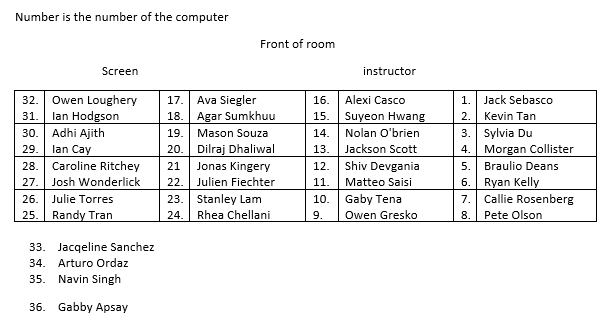 Number is the number of the computer
Front of room
Screen instructor
32. Owen Loughery 17. Ava Siegler 16. Alexi Casco 1. Jack Sebasco
31. Ian Hodgson 18. Agar Sumkhuu 15. Suyeon Hwang 2. Kevin Tan
30. Adhi Ajith 19. Mason Souza 14. Nolan O'brien 3. Sylvia Du
29. Ian Cay 20. Dilraj Dhaliwal 13. Jackson Scott 4. Morgan Collister
28. Caroline Ritchey 21 Jonas Kingery 12. Shiv Devgania 5. Braulio Deans
27. Josh Wonderlick 22. Julien Fiechter 11. Matteo Saisi 6. Ryan Kelly
26. Julie Torres 23. Stanley Lam 10. Gaby Tena 7. Callie Rosenberg
25. Randy Tran 24. Rhea Chellani 9. Owen Gresko 8. Pete Olson
33. Jacqeline Sanchez
34. Arturo Ordaz
35. Navin Singh
36. Gabby Apsay